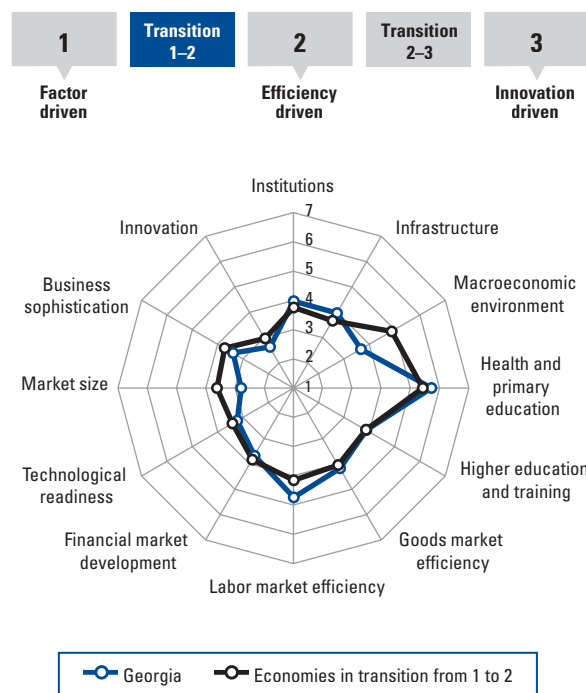 1
Transition
1–2
2
Transition
2–3
3
Factor
driven
Efficiency
driven
Innovation
driven
Institutions
7
6
5
4
3
2
1
Innovation
Infrastructure
Business
sophistication
Macroeconomic
environment
Market size
Health and
primary
education
Technological
readiness
Higher education
and training
Financial market
development
Goods market
efficiency
Labor market efficiency
Georgia
Economies in transition from 1 to 2